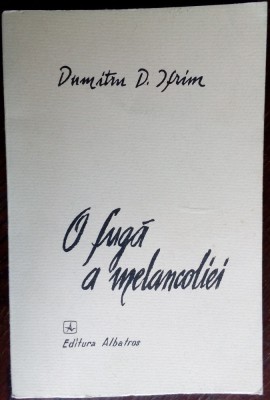 Dumitru D. Ifrim
O fugă
a melancoliei
Editura Albatros